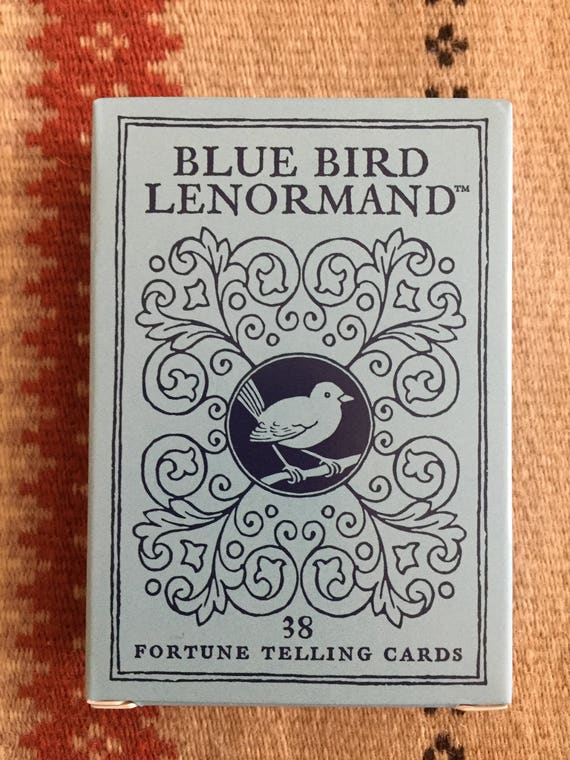 BLUE BIRD
LENORMAND™
38
FORTUNE TELLING CARDS